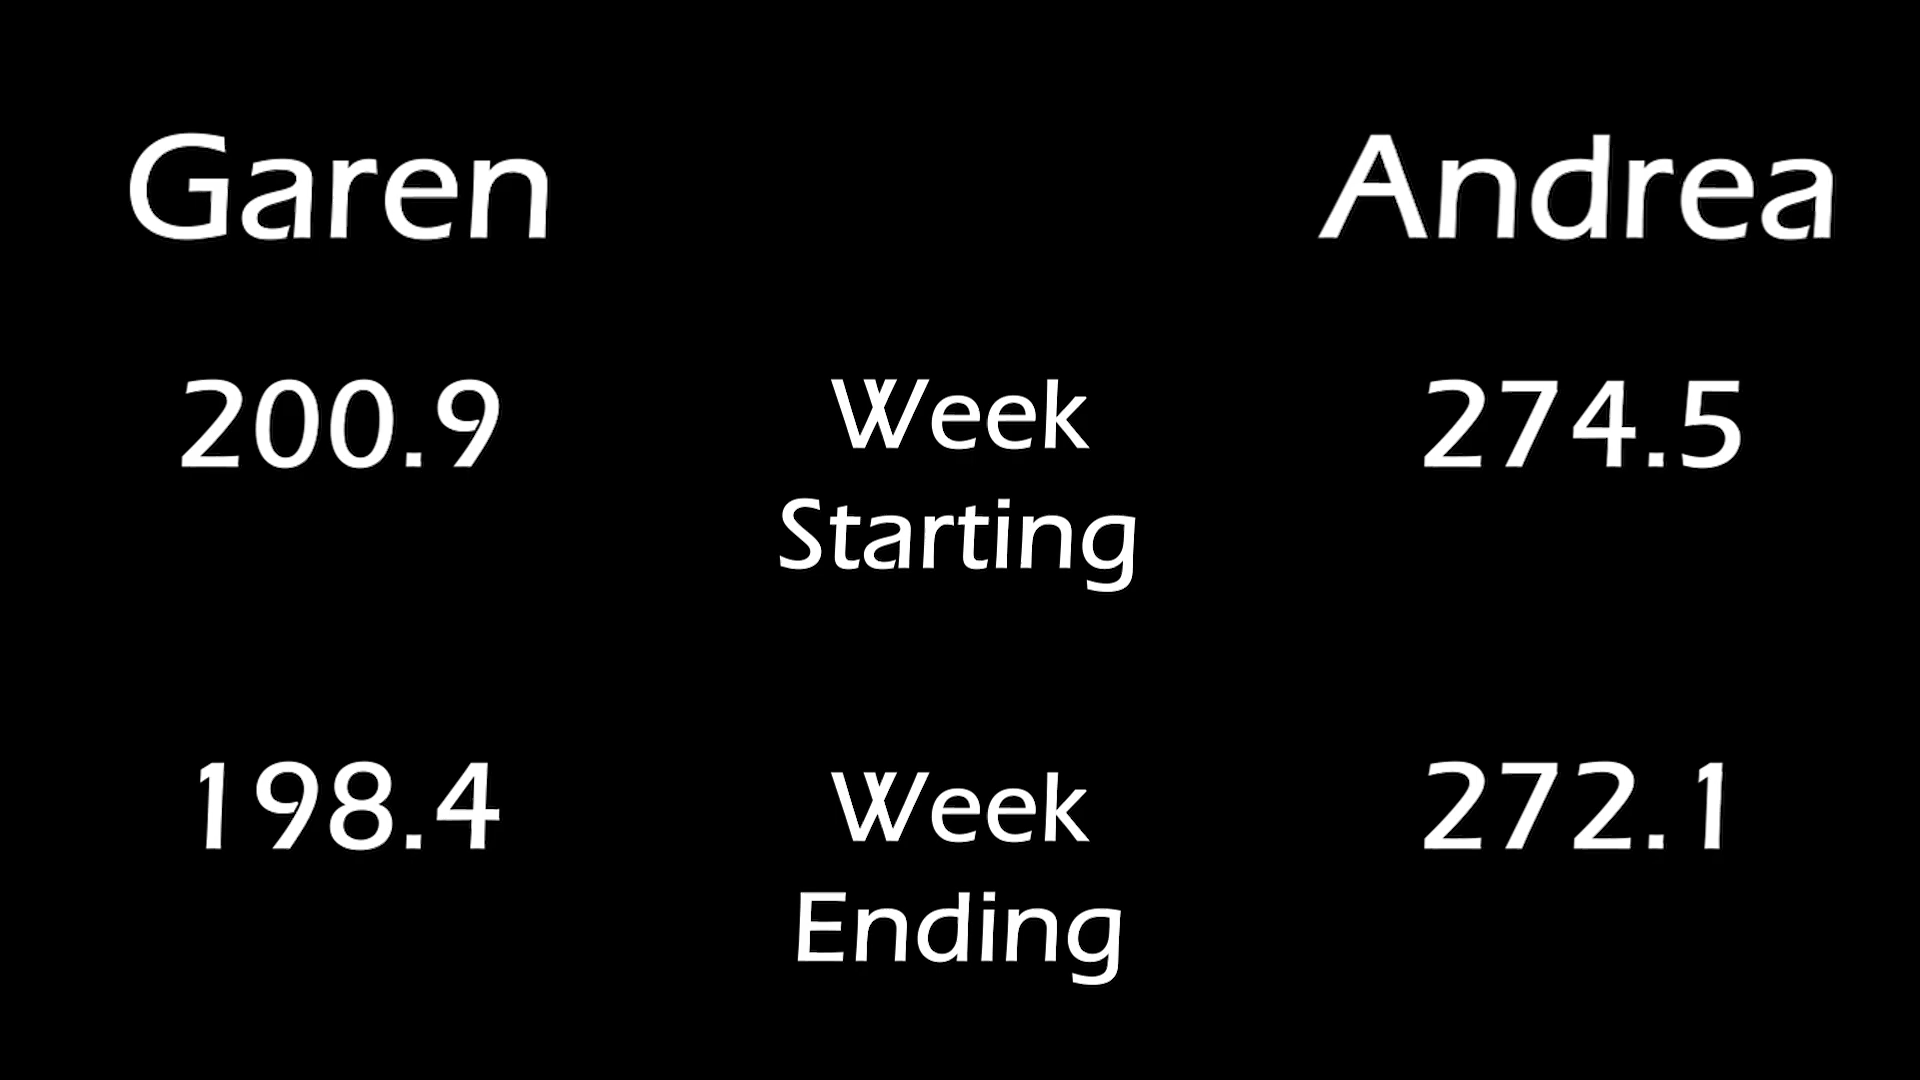 Garen Andrea
200.9 Week 274.5
Starting
198.4 Week 272.1
Ending